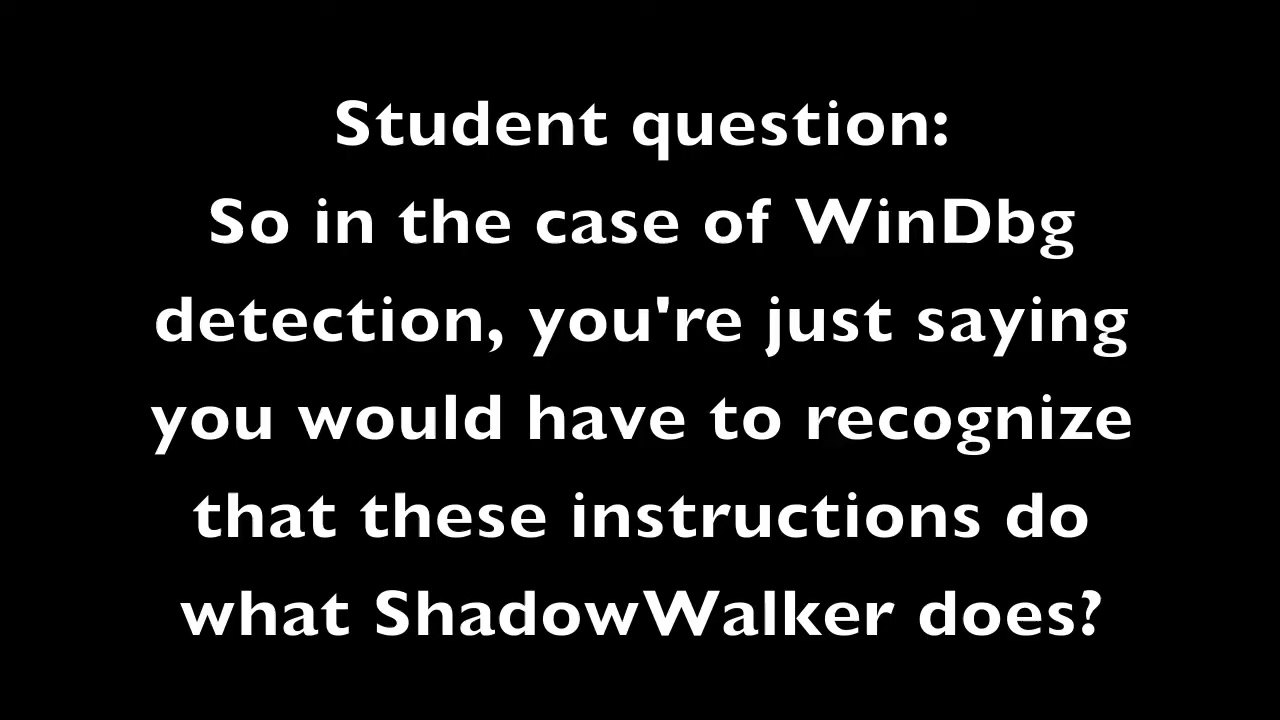 Student question:
So in the case of WinDbg
detection, you're just saying
you would have to recognize
that these instructions do
what ShadowWalker does?